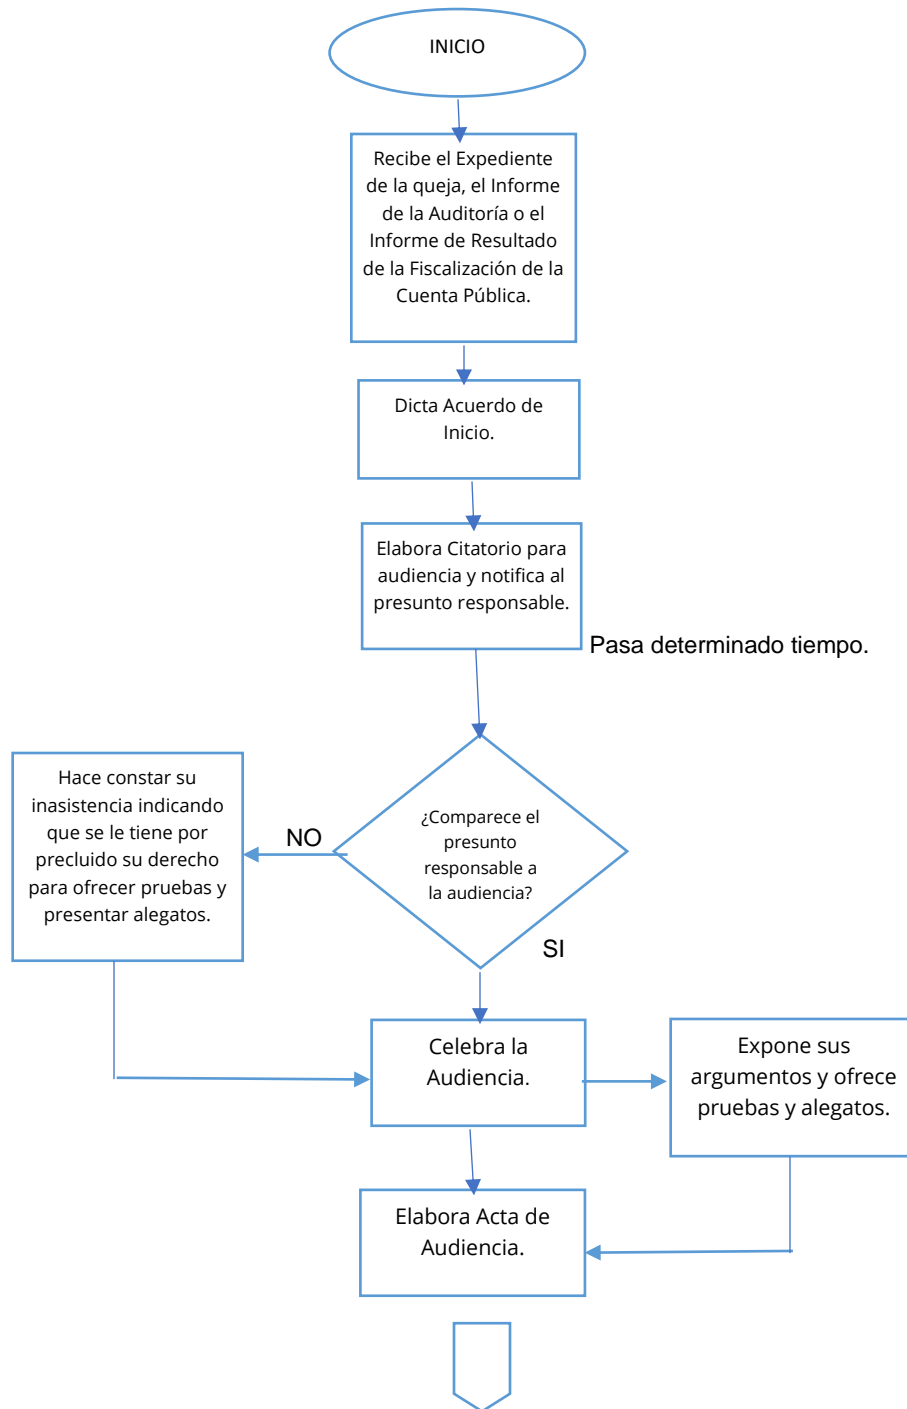 INICIO
Recibe el Expediente
de la queja, el Informe
de la Auditoría o el
Informe de Resultado
de la Fiscalización de la
Cuenta Pública.
Dicta Acuerdo de
Inicio.
Elabora Citatorio para
audiencia y notifica al
presunto responsable.
Pasa determinado tiempo.
¿Comparece el
presunto
responsable a
la audiencia?
NO
Hace constar su
inasistencia indicando
que se le tiene por
precluido su derecho
para ofrecer pruebas y
presentar alegatos.
SI
Celebra la
Audiencia.
Expone sus
argumentos y ofrece
pruebas y alegatos.
Elabora Acta de
Audiencia.